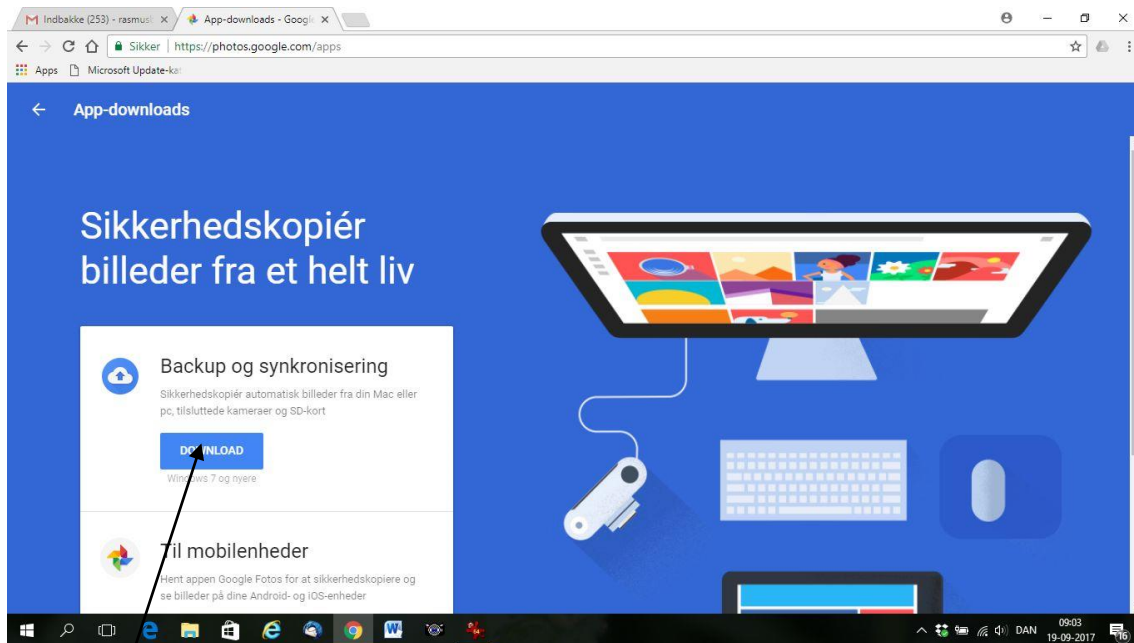 Indbakke (253) - rasmus
App-downloads - Googl
Sikker
https://photos.google.com/apps
Apps
Microsoft Update-kat
App-downloads
Sikkerhedskopiér
billeder fra et helt liv
Backup og synkronisering
Sikkerhedskopiér automatisk billeder fra din Mac eller
pc, tilsluttede kameraer og SD-kort
DOWNLOAD
Windows 7 og nyere
Til mobilenheder
Hent appen Google Fotos for at sikkerhedskopiere og
se billeder på dine Android- og iOS-enheder
DAN
09:03
19-09-2017
16